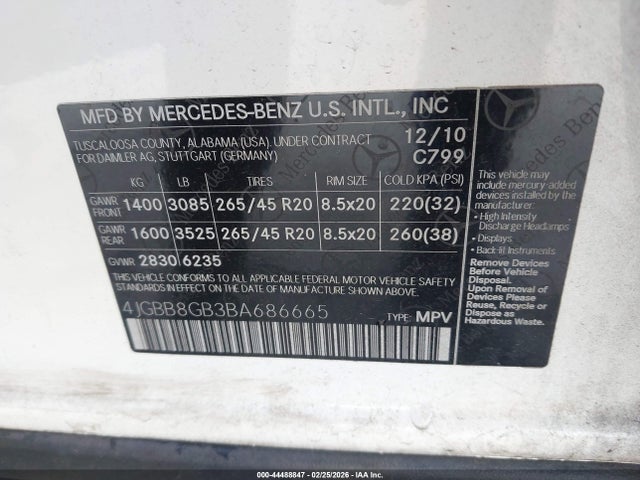 MFD BY MERCEDES-BENZ U.S. INTL., INC
TUSCALOOSA COUNTY, ALABAMA (USA). UNDER CONTRACT 12/10
FOR DAIMLER AG, STUTTGART (GERMANY) C799
KG LB TIRES RIM SIZE COLD KPA (PSI)
GAWR FRONT 1400 3085 265/45 R20 8.5x20 220(32)
GAWR REAR 1600 3525 265/45 R20 8.5x20 260(38)
GVWR 2830 6235
THIS VEHICLE CONFORMS TO ALL APPLICABLE FEDERAL MOTOR VEHICLE SAFETY
STANDARDS IN EFFECT ON THE DATE OF MANUFACTURE SHOWN ABOVE.
4JGBB8GB3BA686665
TYPE: MPV
This vehicle may
include mercury-added
devices installed by the
manufacturer:
• High Intensity
Discharge Headlamps
• Displays
• Back-lit Instruments
Remove Devices
Before Vehicle
Disposal.
Upon Removal of
Devices Please
Reuse, Recycle or
Dispose as
Hazardous Waste.
000-44488847 - 02/25/2026 - IAA Inc.